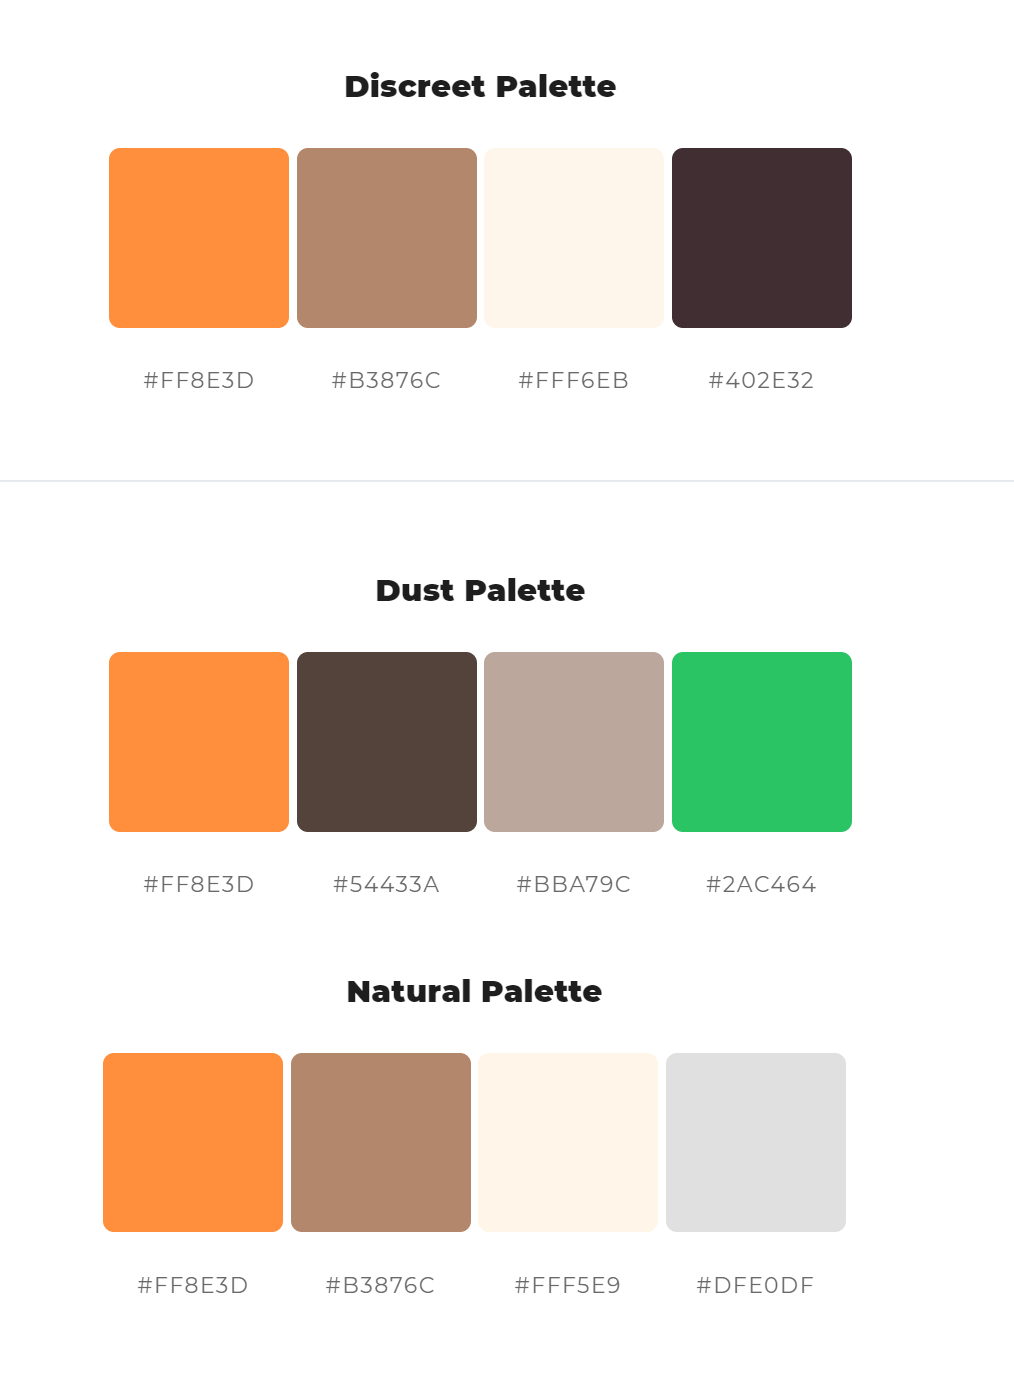 Discreet Palette
#FF8E3D #B3876C #FFF6EB #402E32
Dust Palette
#FF8E3D #54433A #BBA79C #2AC464
Natural Palette
#FF8E3D #B3876C #FFF5E9 #DFE0DF